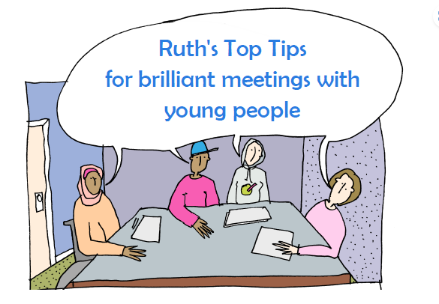 Ruth's Top Tips
for brilliant meetings with
young people